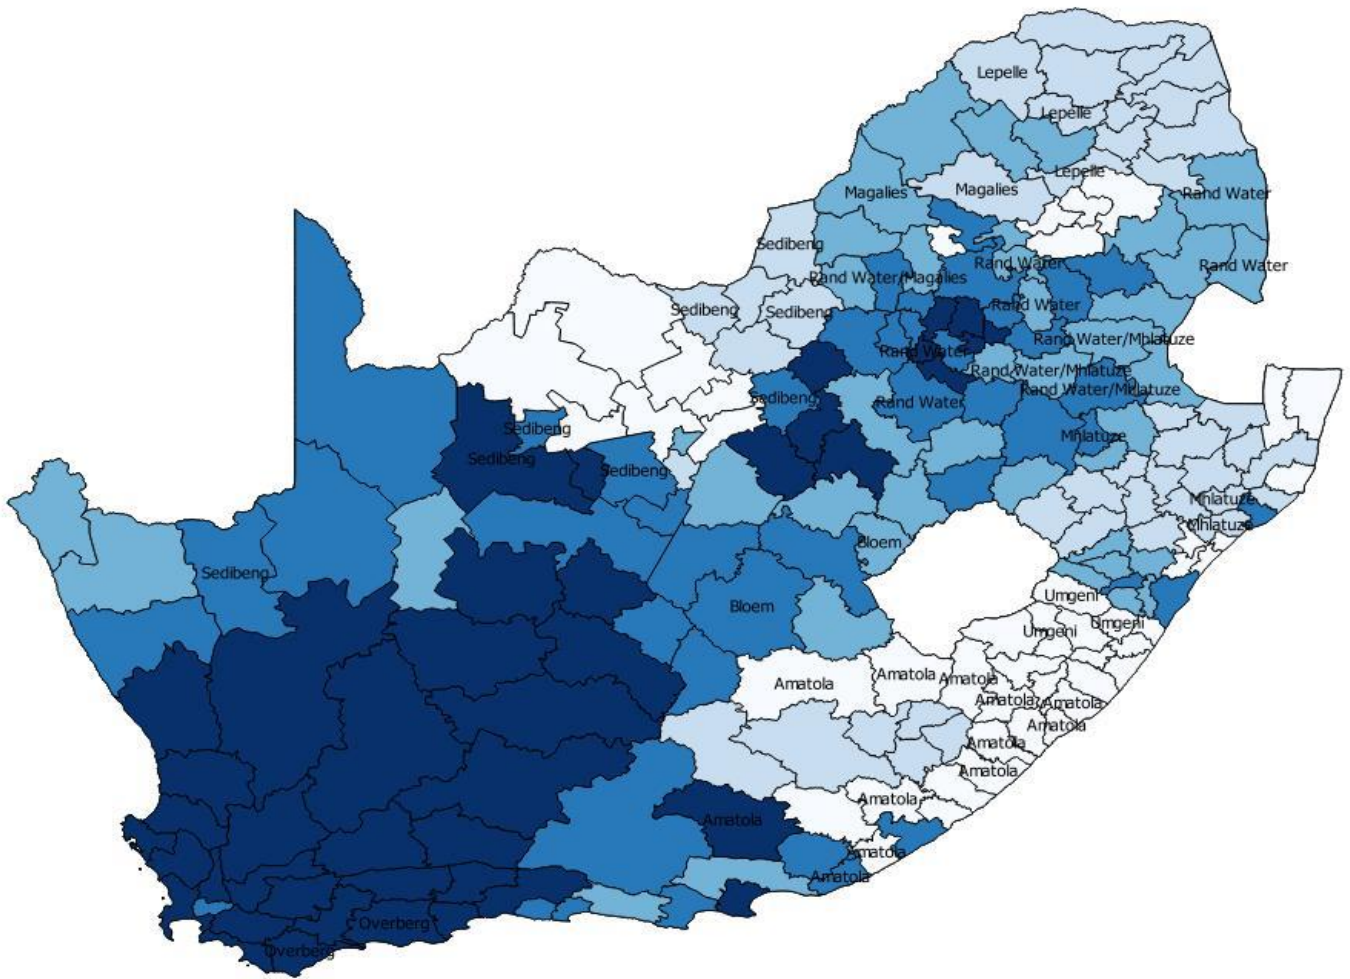 Lepelle
Lepelle
Lepelle
Magalies
Magalies
Rand Water
Sedibeng
Rand Water
Rand Water
Rand Water/Magalies
Rand Water
Sedibeng
Sedibeng
Rand Water/Mhlatuze
Rand Water
Rand Water/Mhlatuze
Rand Water/Mhlatuze
Sedibeng
Rand Water
Sedibeng
Mhlatuze
Sedibeng
Sedibeng
Mhlatuze
Mhlatuze
Bloem
Sedibeng
Umgeni
Bloem
Umgeni
Umgeni
Amatola
Amatola
Amatola
Amatola
Amatola
Amatola
Amatola
Amatola
Amatola
Amatola
Amatola
Amatola
Overberg
Overberg